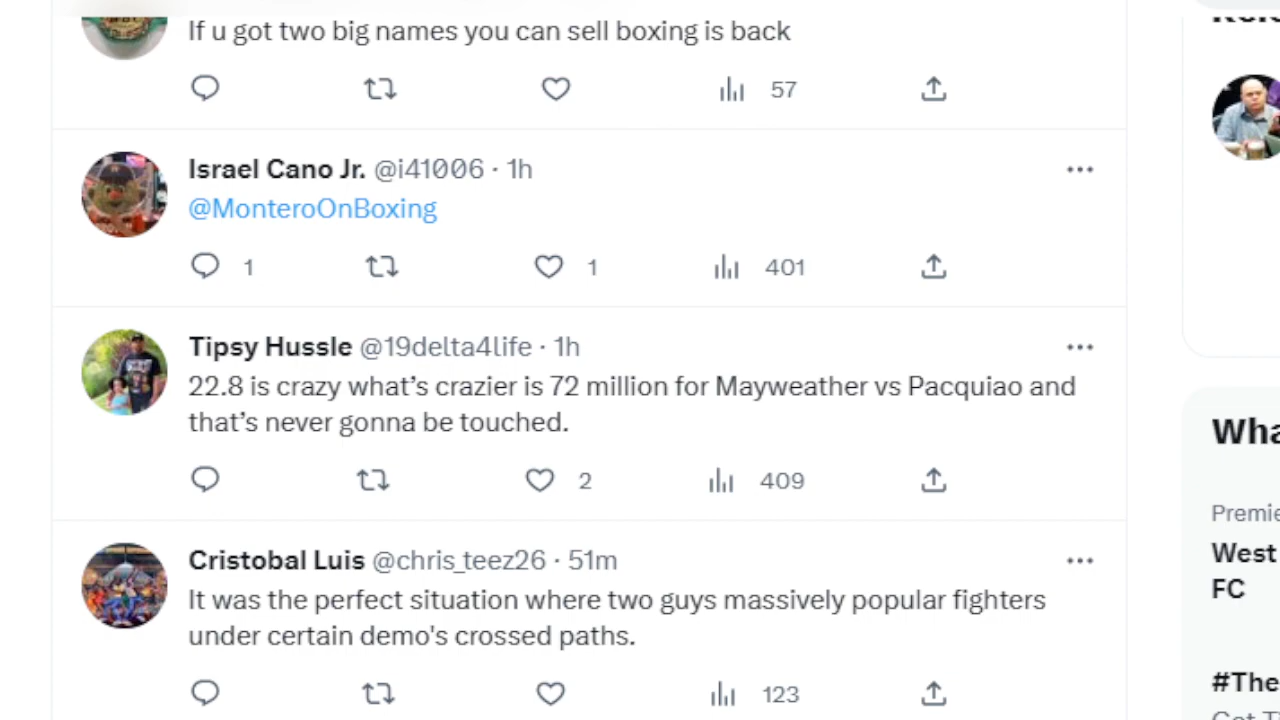 If u got two big names you can sell boxing is back
57
Israel Cano Jr. @i41006 · 1h
@MonteroOnBoxing
1 1 401
Tipsy Hussle @19delta4life · 1h
22.8 is crazy what’s crazier is 72 million for Mayweather vs Pacquiao and
that’s never gonna be touched.
2 409
Cristobal Luis @chris_teez26 · 51m
It was the perfect situation where two guys massively popular fighters
under certain demo's crossed paths.
123
Premie
West
FC
#The